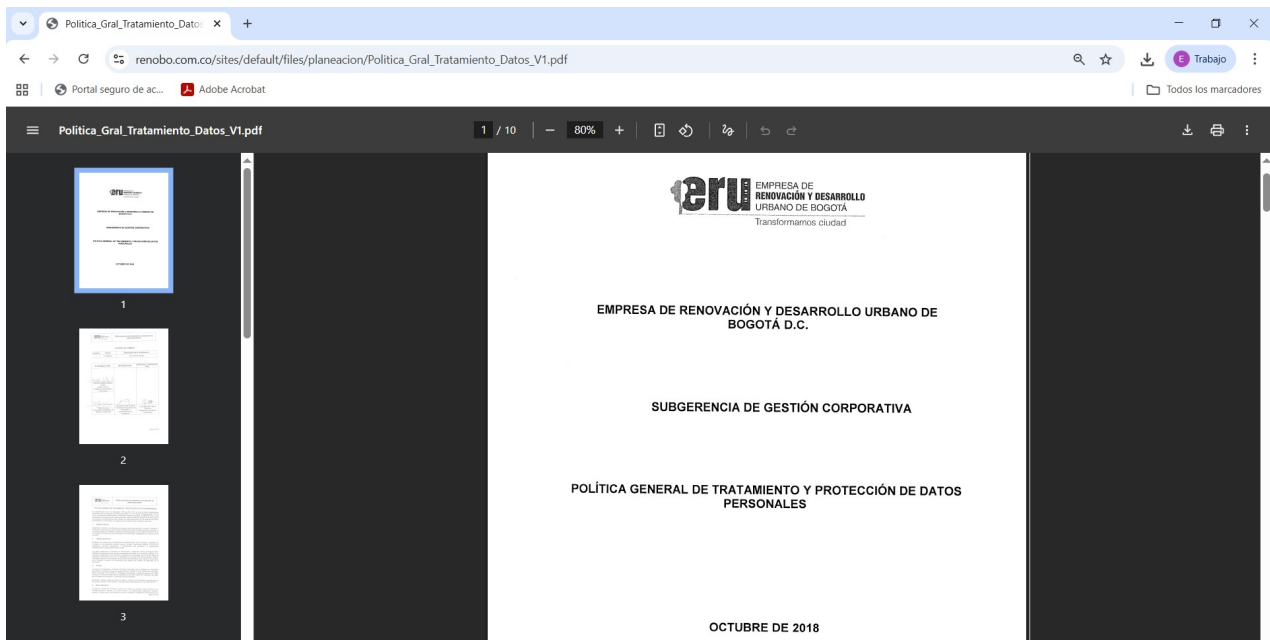 Politica_Gral_Tratamiento_Datos
renobo.com.co/sites/default/files/planeacion/Politica_Gral_Tratamiento_Datos_V1.pdf
E Trabajo
Portal seguro de ac...
Adobe Acrobat
Todos los marcadores
Politica_Gral_Tratamiento_Datos_V1.pdf
1 / 10
80%
1
2
3
eru
EMPRESA DE
RENOVACIÓN Y DESARROLLO
URBANO DE BOGOTÁ
Transformamos ciudad
EMPRESA DE RENOVACIÓN Y DESARROLLO URBANO DE
BOGOTÁ D.C.
SUBGERENCIA DE GESTIÓN CORPORATIVA
POLÍTICA GENERAL DE TRATAMIENTO Y PROTECCIÓN DE DATOS
PERSONALES
OCTUBRE DE 2018